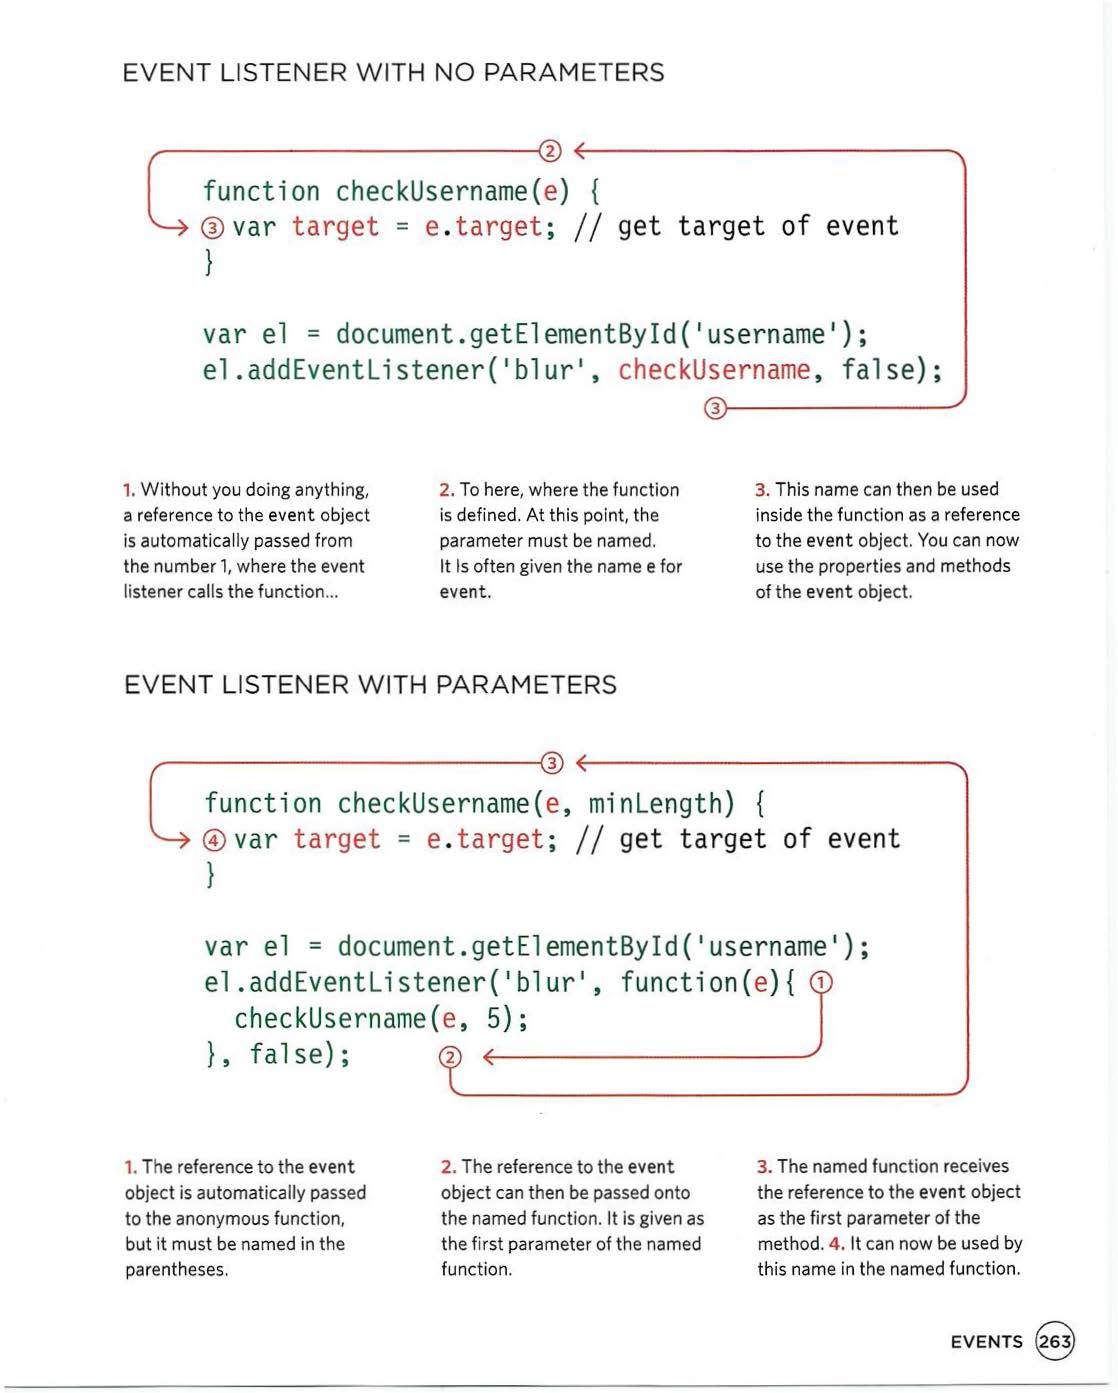 EVENT LISTENER WITH NO PARAMETERS
2
function checkUsername(e) {
3 var target = e.target; // get target of event
}
var el = document.getElementById('username');
el.addEventListener('blur', checkUsername, false);
3
1. Without you doing anything,
a reference to the event object
is automatically passed from
the number 1, where the event
listener calls the function...
2. To here, where the function
is defined. At this point, the
parameter must be named.
It Is often given the name e for
event.
3. This name can then be used
inside the function as a reference
to the event object. You can now
use the properties and methods
of the event object.
EVENT LISTENER WITH PARAMETERS
3
function checkUsername(e, minLength) {
4 var target = e.target; // get target of event
}
var el = document.getElementById('username');
el.addEventListener('blur', function(e){ 1
checkUsername(e, 5);
}, false); 2
1. The reference to the event
object is automatically passed
to the anonymous function,
but it must be named in the
parentheses.
2. The reference to the event
object can then be passed onto
the named function. It is given as
the first parameter of the named
function.
3. The named function receives
the reference to the event object
as the first parameter of the
method. 4. It can now be used by
this name in the named function.
EVENTS 263